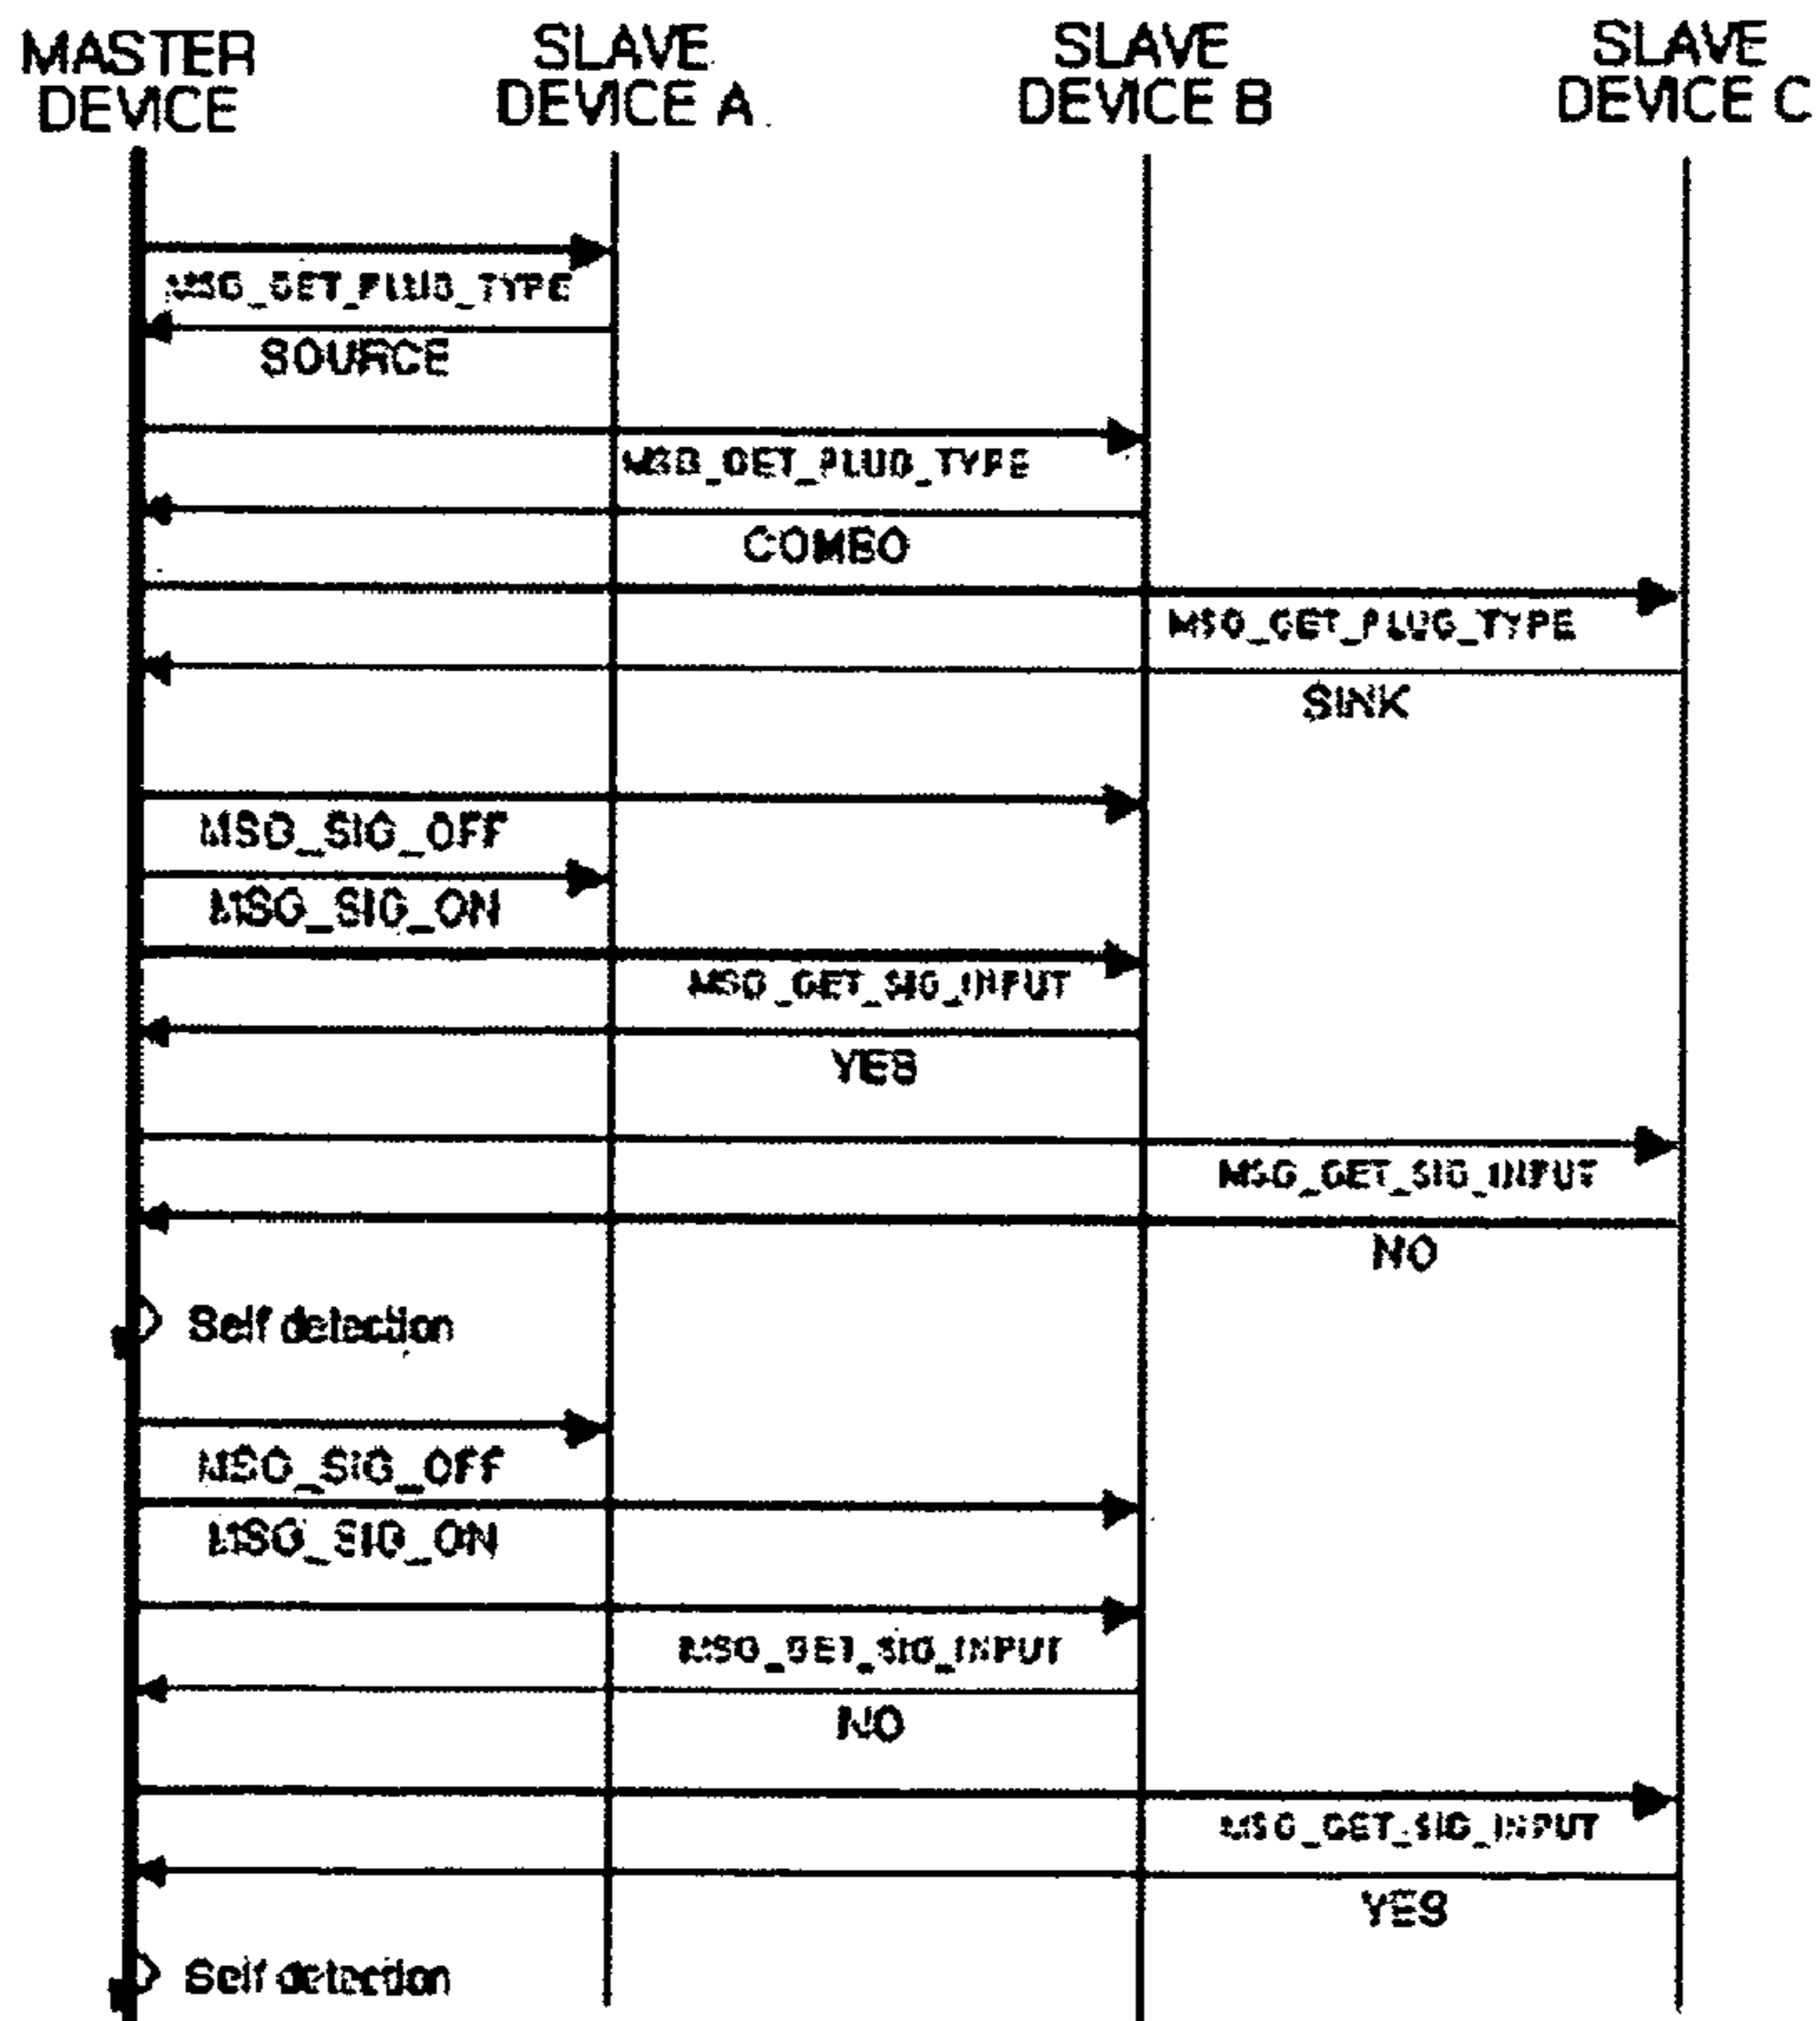 MASTER
DEVICE
SLAVE
DEVICE A
SLAVE
DEVICE B
SLAVE
DEVICE C
MSG_GET_PLUG_TYPE
SOURCE
MSG_GET_PLUG_TYPE
COMBO
MSG_GET_PLUG_TYPE
SINK
MSG_SIG_OFF
MSG_SIG_ON
MSG_GET_SIG_INPUT
YES
MSG_GET_SIG_INPUT
NO
Self detection
MSG_SIG_OFF
MSG_SIG_ON
MSG_GET_SIG_INPUT
NO
MSG_GET_SIG_INPUT
YES
Self detection